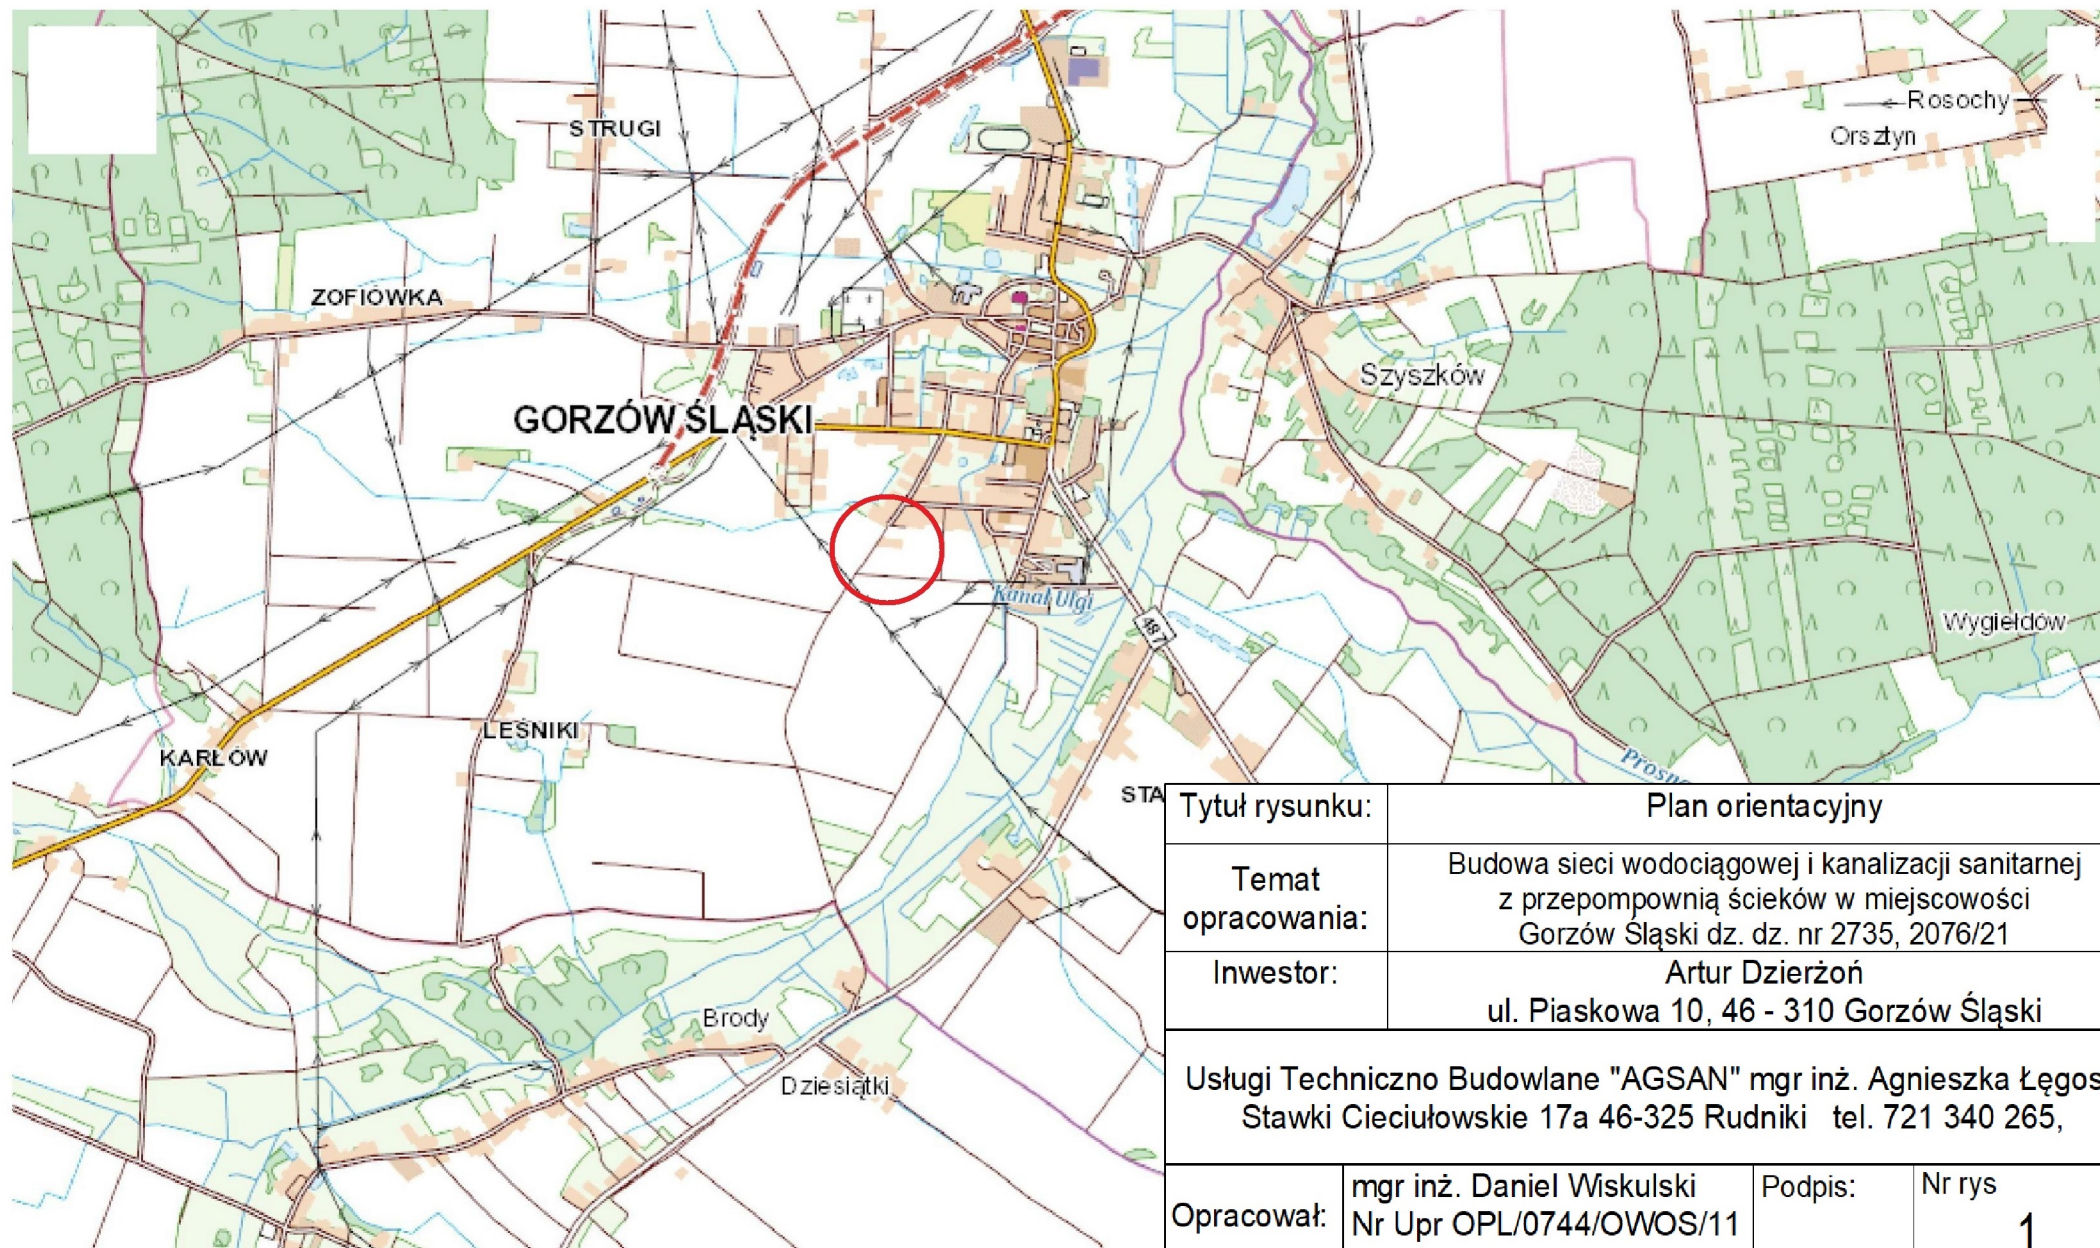 STRUGI
Rosochy
Orsztyn
ZOFIOWKA
Szyszków
GORZÓW ŚLĄSKI
Kanał Ulgi
487
Wygiełdów
LEŚNIKI
KARŁÓW
Prosn
STA
Brody
Dziesiątki
Tytuł rysunku: Plan orientacyjny
Temat opracowania:
Budowa sieci wodociągowej i kanalizacji sanitarnej
z przepompownią ścieków w miejscowości
Gorzów Śląski dz. dz. nr 2735, 2076/21
Inwestor: Artur Dzierżoń
ul. Piaskowa 10, 46 - 310 Gorzów Śląski
Usługi Techniczno Budowlane "AGSAN" mgr inż. Agnieszka Łęgos
Stawki Cieciułowskie 17a 46-325 Rudniki tel. 721 340 265,
Opracował: mgr inż. Daniel Wiskulski
Nr Upr OPL/0744/OWOS/11
Podpis:
Nr rys
1